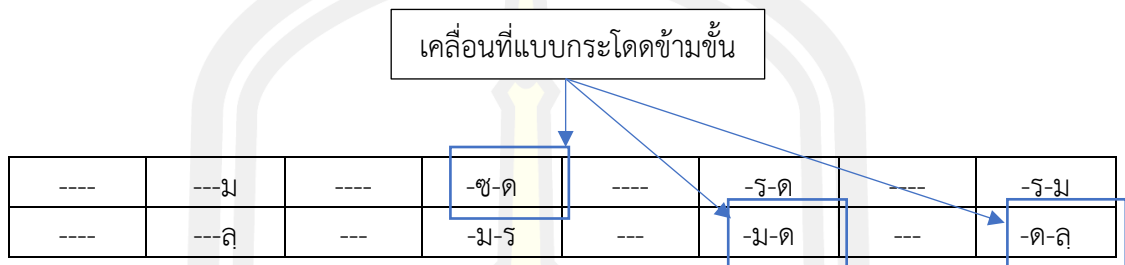 เคลื่อนที่แบบกระโดดข้ามขั้น
---- ---ม ---- -ซ-ด ---- -ร-ด ---- -ร-ม
---- ---ลฺ --- -ม-ร --- -ม-ด --- -ด-ลฺ